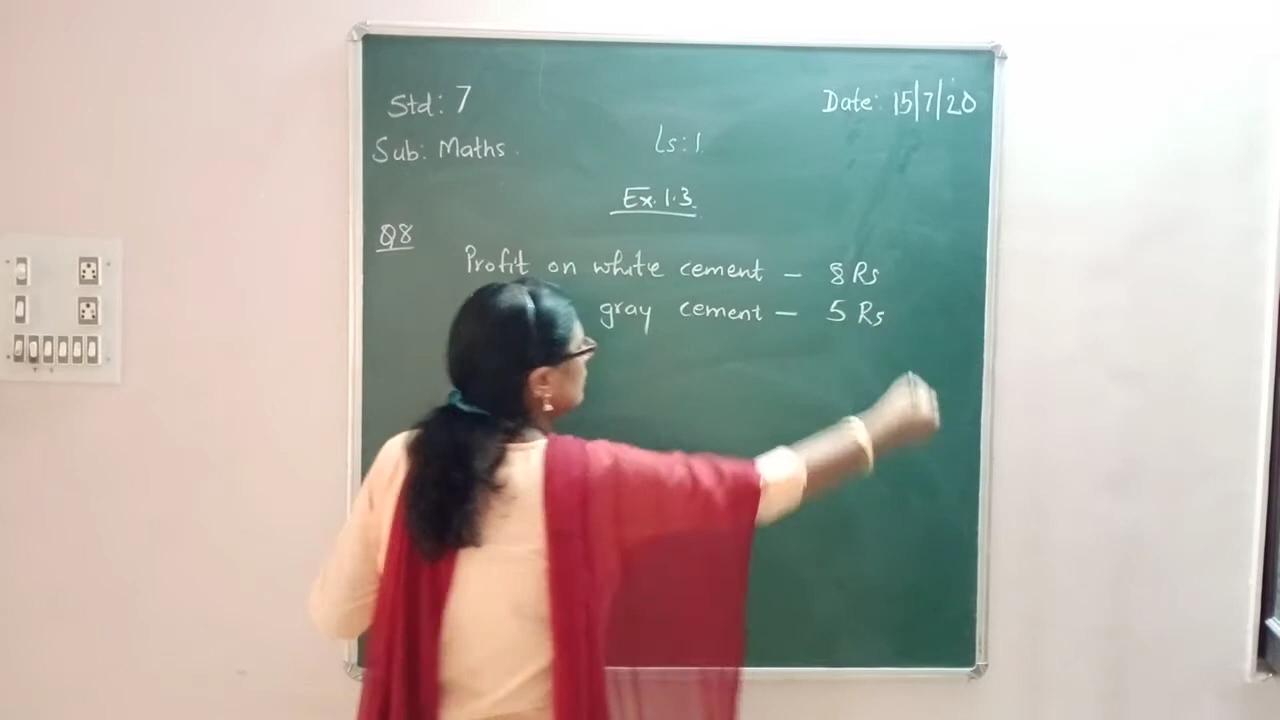 Std: 7
Date: 15/7/20
Sub: Maths.
Ls: 1.
Ex. 1.3.
Q8
Profit on white cement – 8 Rs
gray cement – 5 Rs